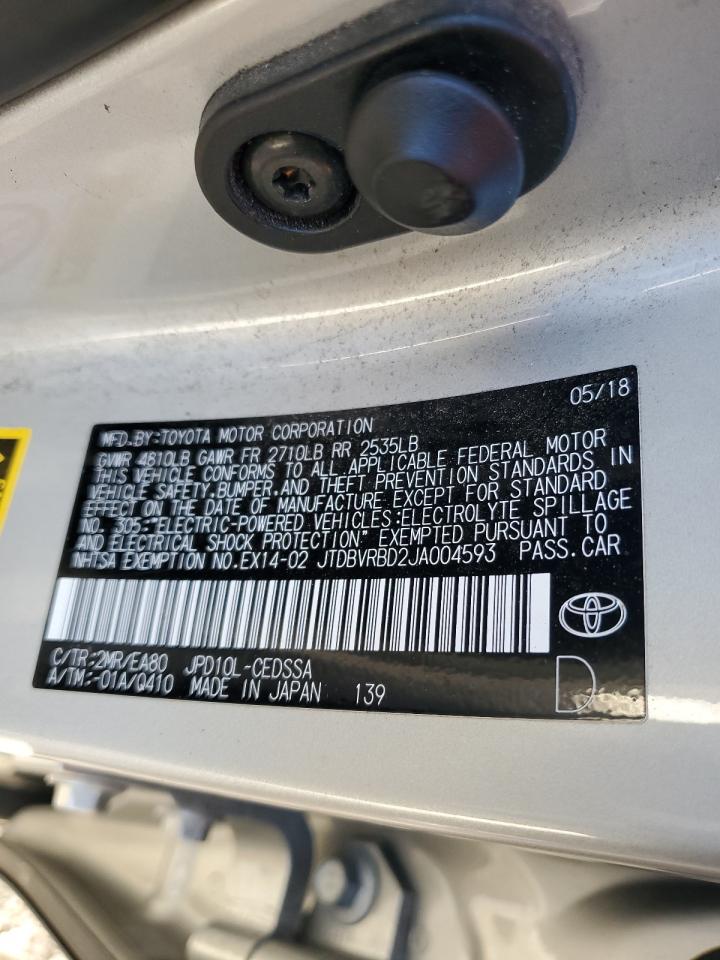 05/18
MFD.BY:TOYOTA MOTOR CORPORATION
GVWR 4810LB GAWR FR 2710LB RR 2535LB
THIS VEHICLE CONFORMS TO ALL APPLICABLE FEDERAL MOTOR
VEHICLE SAFETY,BUMPER,AND THEFT PREVENTION STANDARDS IN
EFFECT ON THE DATE OF MANUFACTURE EXCEPT FOR STANDARD
NO. 305:"ELECTRIC-POWERED VEHICLES:ELECTROLYTE SPILLAGE
AND ELECTRICAL SHOCK PROTECTION" EXEMPTED PURSUANT TO
NHTSA EXEMPTION NO.EX14-02 JTDBVRBD2JA004593 PASS.CAR
C/TR:2MR/EA80 JPD10L-CEDSSA
A/TM:-01A/Q410 MADE IN JAPAN 139
D